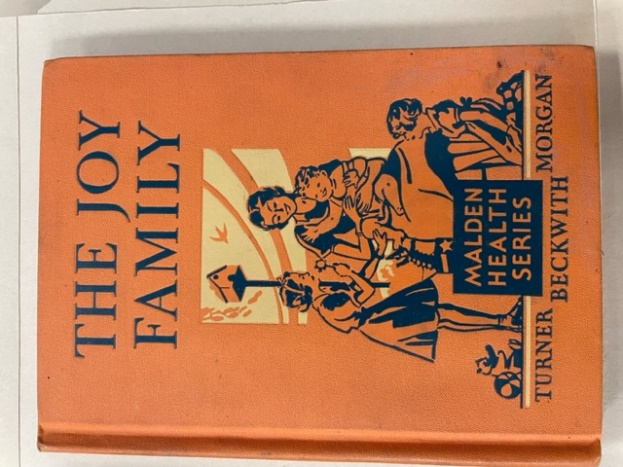 THE JOY
FAMILY
MALDEN
HEALTH
SERIES
TURNER BECKWITH MORGAN